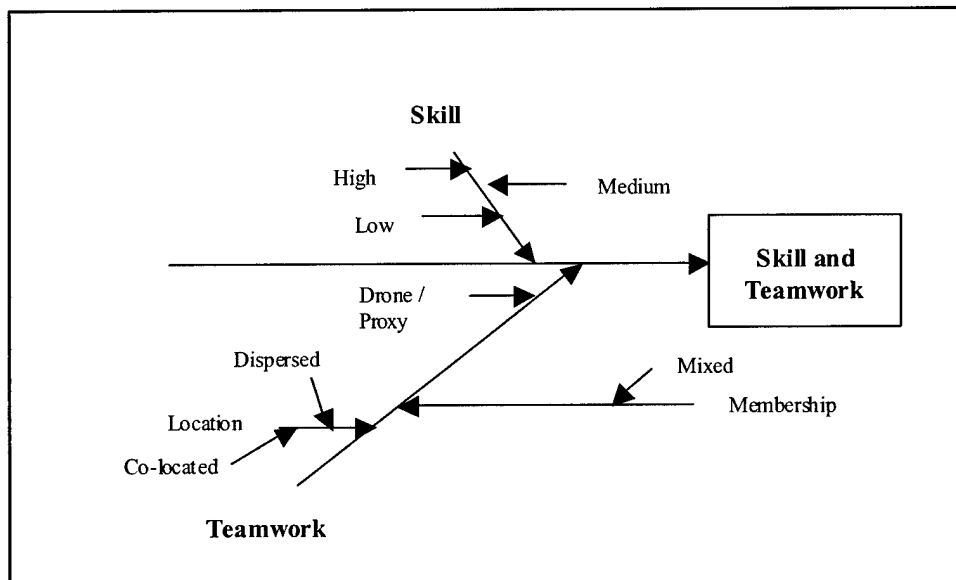 Skill
High
Medium
Low
Skill and
Teamwork
Drone /
Proxy
Dispersed
Mixed
Membership
Location
Co-located
Teamwork